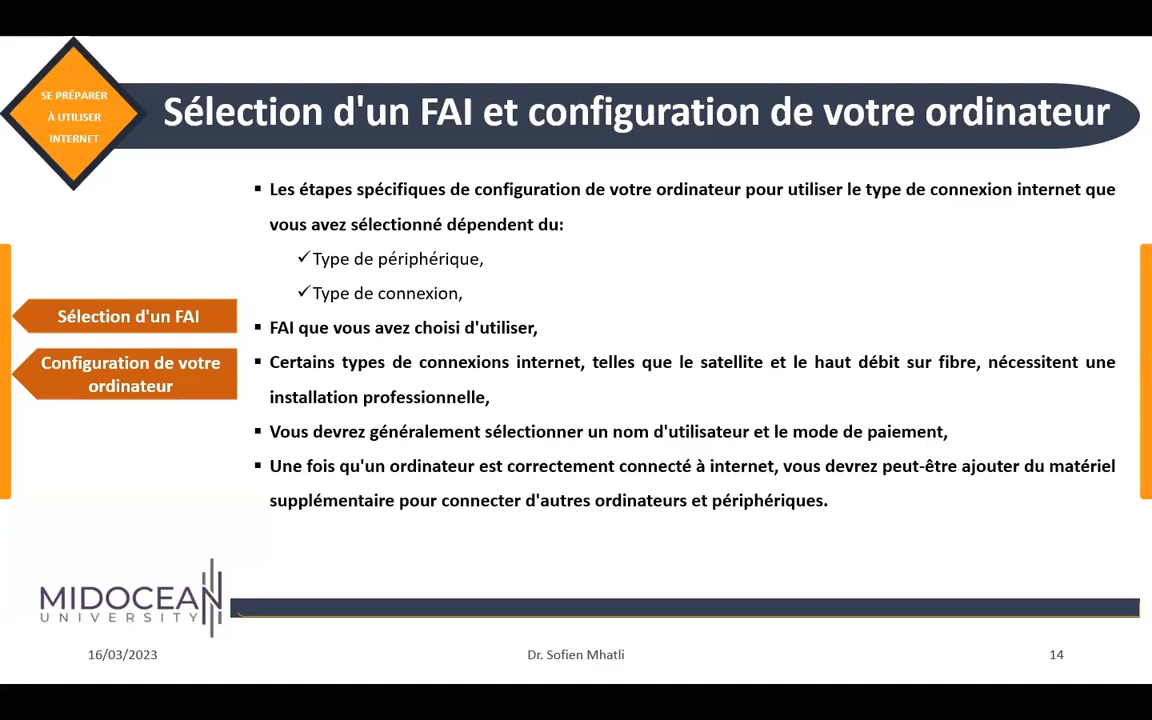 SE PRÉPARER
À UTILISER
INTERNET
Sélection d'un FAI et configuration de votre ordinateur
▪ Les étapes spécifiques de configuration de votre ordinateur pour utiliser le type de connexion internet que
vous avez sélectionné dépendent du:
✓Type de périphérique,
✓Type de connexion,
▪ FAI que vous avez choisi d'utiliser,
▪ Certains types de connexions internet, telles que le satellite et le haut débit sur fibre, nécessitent une
installation professionnelle,
▪ Vous devrez généralement sélectionner un nom d'utilisateur et le mode de paiement,
▪ Une fois qu'un ordinateur est correctement connecté à internet, vous devrez peut-être ajouter du matériel
supplémentaire pour connecter d'autres ordinateurs et périphériques.
Sélection d'un FAI
Configuration de votre
ordinateur
MIDOCEAN
UNIVERSITY
16/03/2023
Dr. Sofien Mhatli
14